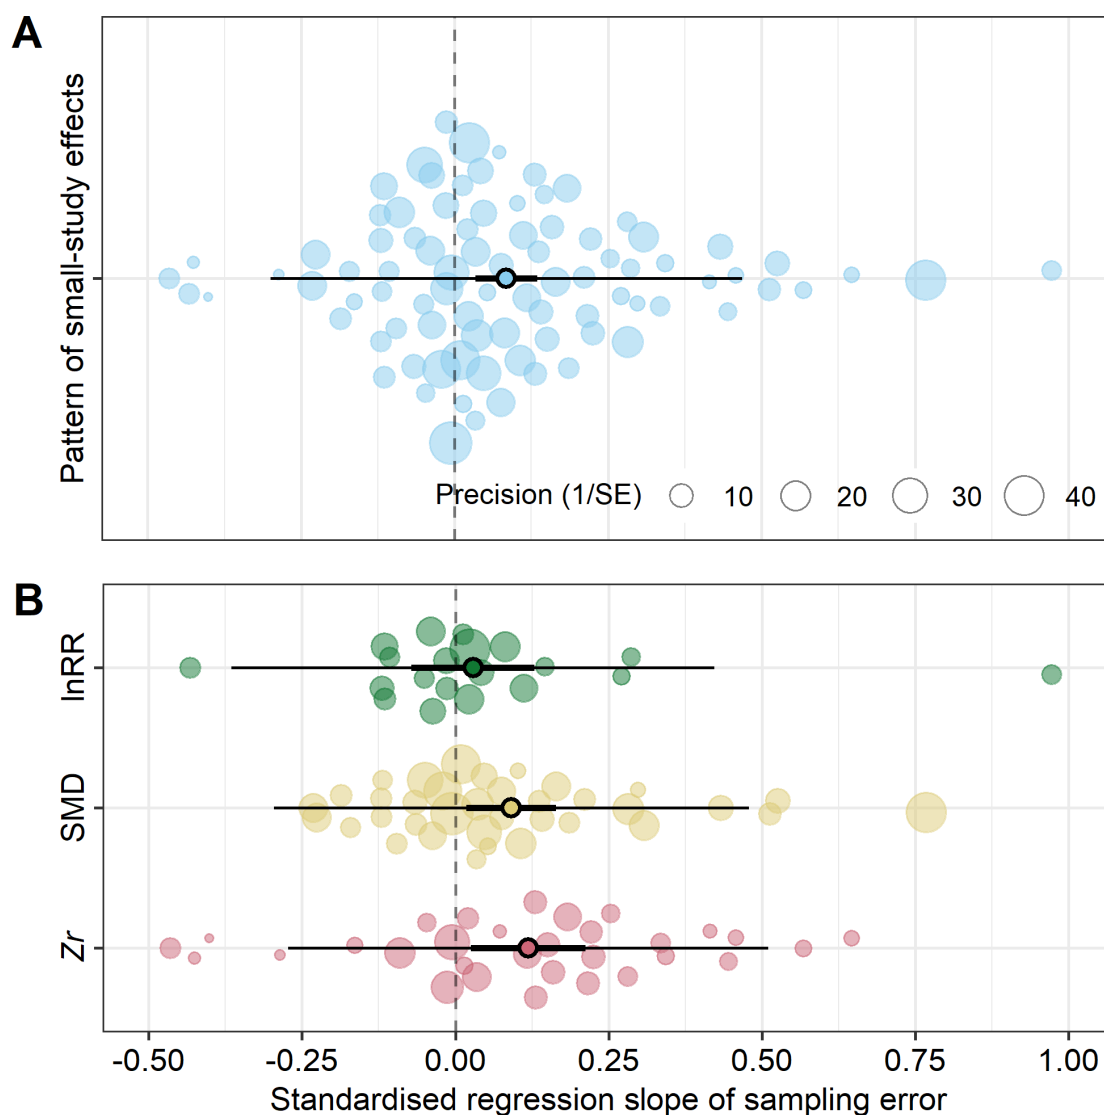 A
Pattern of small-study effects
Precision (1/SE) 10 20 30 40
B
lnRR
SMD
Zr
-0.50 -0.25 0.00 0.25 0.50 0.75 1.00
Standardised regression slope of sampling error